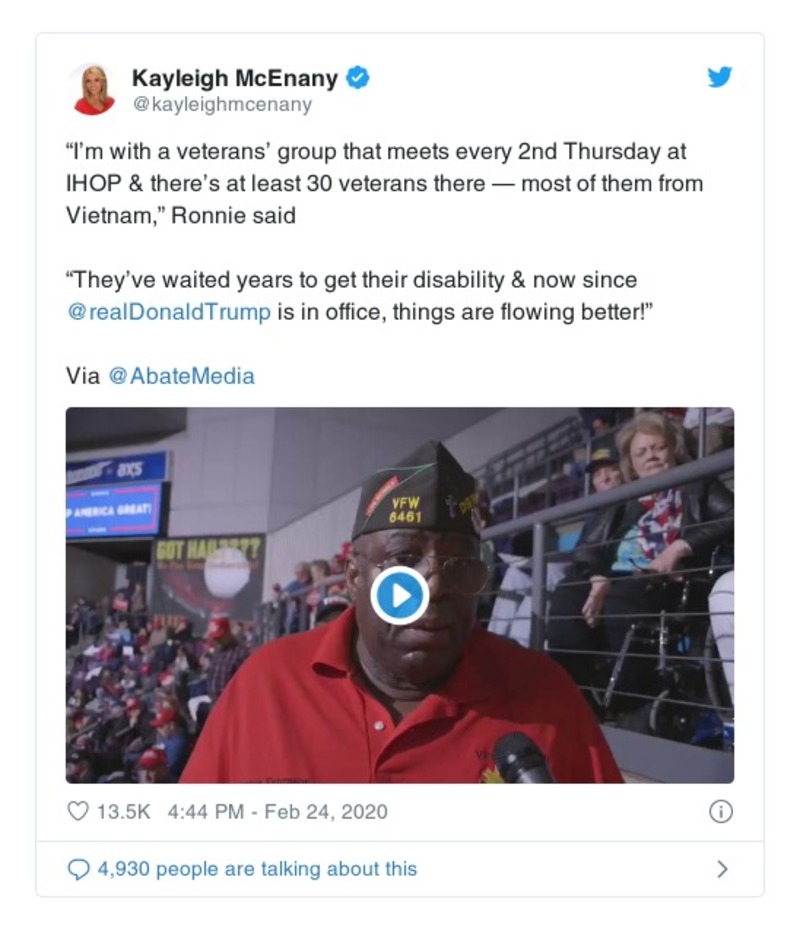 Kayleigh McEnany
@kayleighmcenany
“I’m with a veterans’ group that meets every 2nd Thursday at
IHOP & there’s at least 30 veterans there — most of them from
Vietnam,” Ronnie said
“They’ve waited years to get their disability & now since
@realDonaldTrump is in office, things are flowing better!”
Via @AbateMedia
axs
P AMERICA GREAT!
GOT HAIL???
VFW
6461
13.5K 4:44 PM - Feb 24, 2020
4,930 people are talking about this